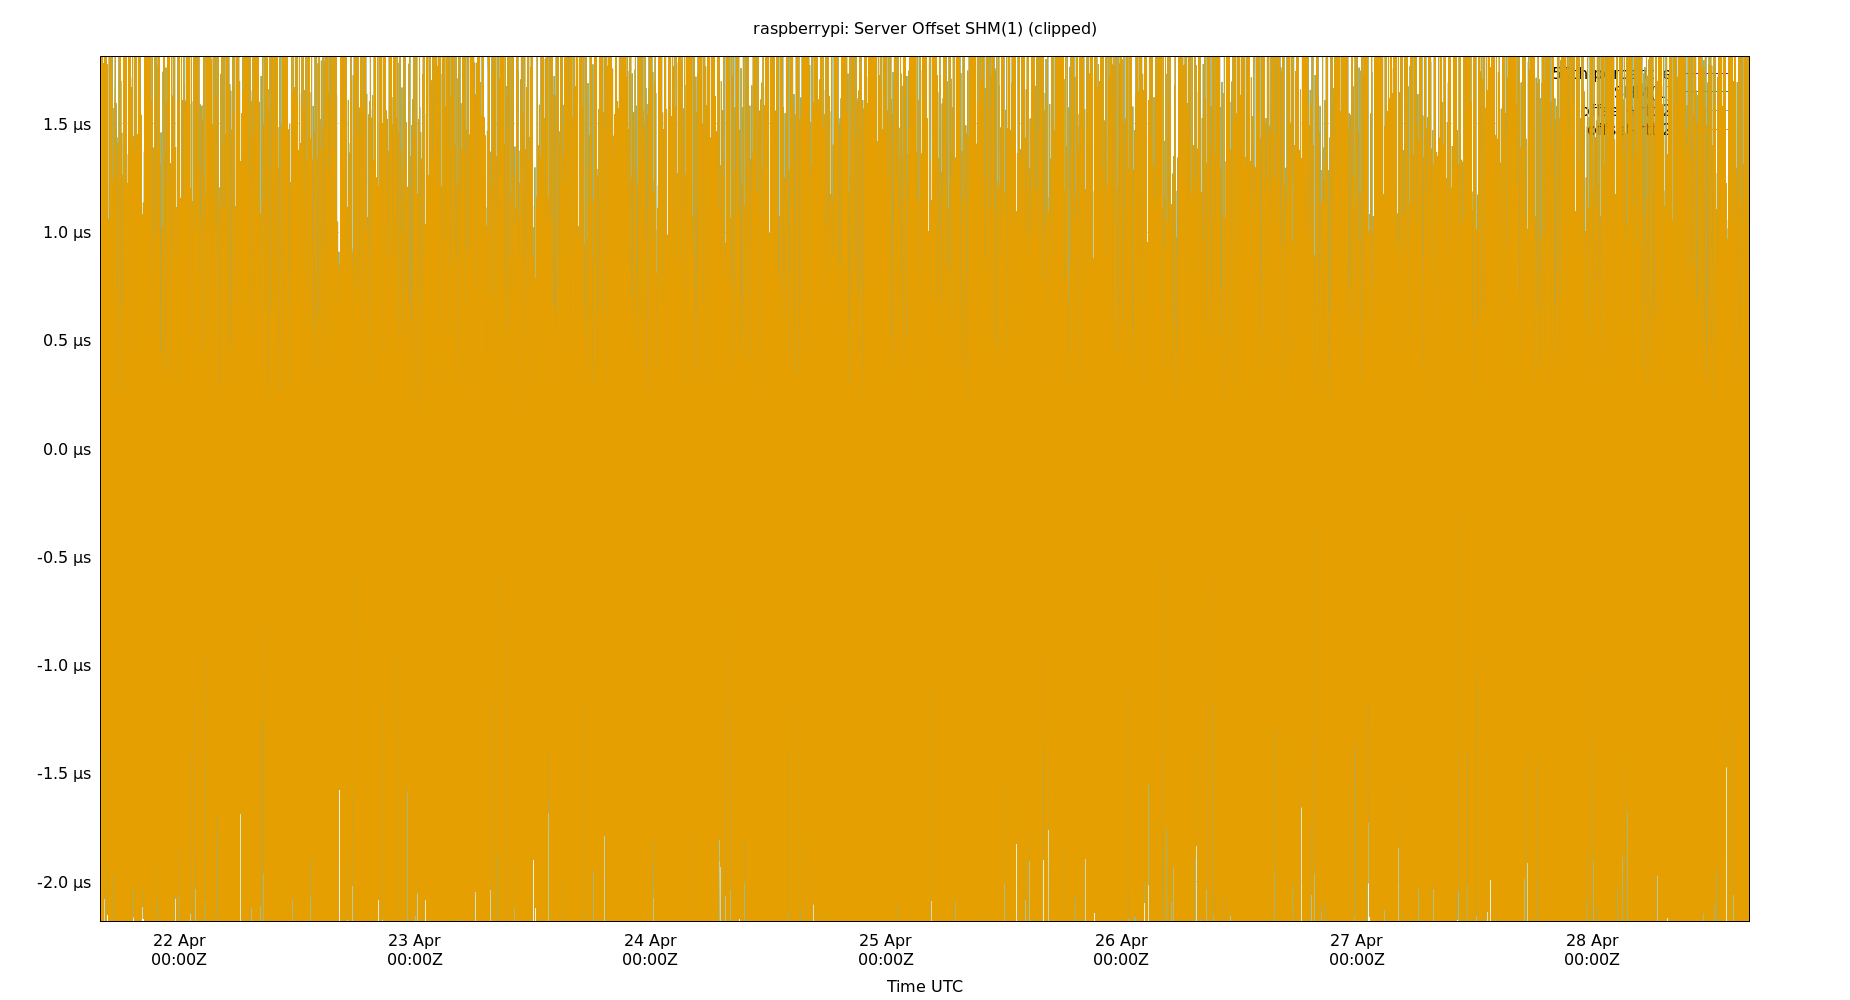 raspberrypi: Server Offset SHM(1) (clipped)
1.5 µs
1.0 µs
0.5 µs
0.0 µs
-0.5 µs
-1.0 µs
-1.5 µs
-2.0 µs
22 Apr 23 Apr 24 Apr 25 Apr 26 Apr 27 Apr 28 Apr
00:00Z 00:00Z 00:00Z 00:00Z 00:00Z 00:00Z 00:00Z
Time UTC